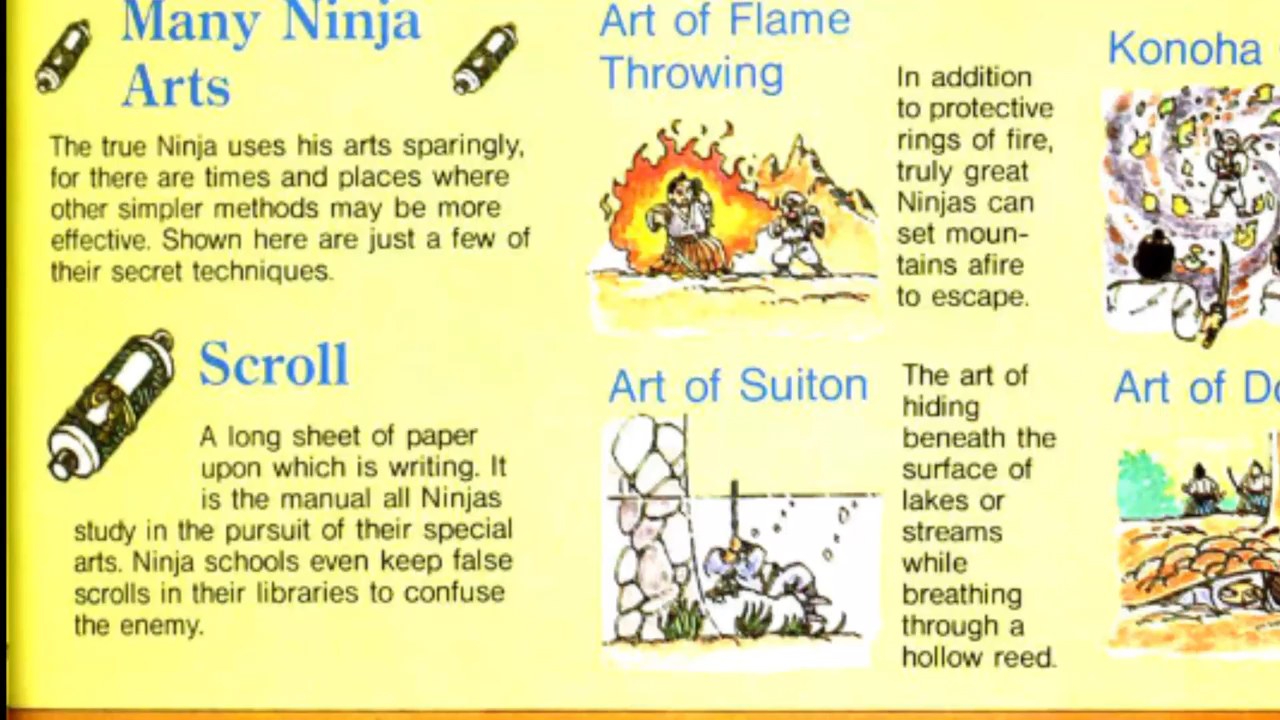 Many Ninja
Arts
The true Ninja uses his arts sparingly,
for there are times and places where
other simpler methods may be more
effective. Shown here are just a few of
their secret techniques.
Scroll
A long sheet of paper
upon which is writing. It
is the manual all Ninjas
study in the pursuit of their special
arts. Ninja schools even keep false
scrolls in their libraries to confuse
the enemy.
Art of Flame
Throwing
In addition
to protective
rings of fire,
truly great
Ninjas can
set moun-
tains afire
to escape.
Art of Suiton
The art of
hiding
beneath the
surface of
lakes or
streams
while
breathing
through a
hollow reed.
Konoha
Art of